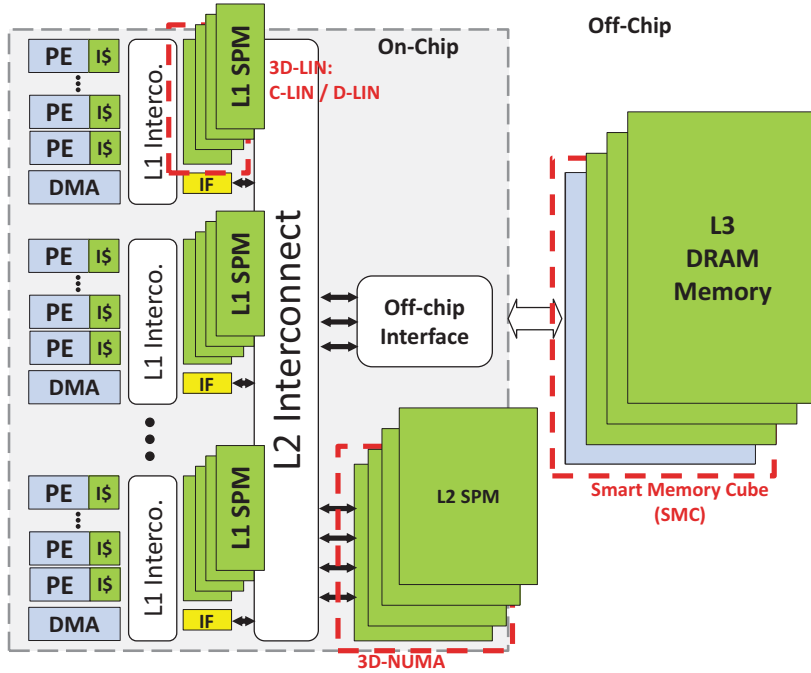 On-Chip
Off-Chip
PE I$
PE I$
PE I$
DMA
L1 Interco.
L1 SPM
IF
3D-LIN:
C-LIN / D-LIN
PE I$
PE I$
PE I$
DMA
L1 Interco.
L1 SPM
IF
PE I$
PE I$
PE I$
DMA
L1 Interco.
L1 SPM
IF
L2 Interconnect
Off-chip
Interface
L2 SPM
3D-NUMA
L3
DRAM
Memory
Smart Memory Cube
(SMC)